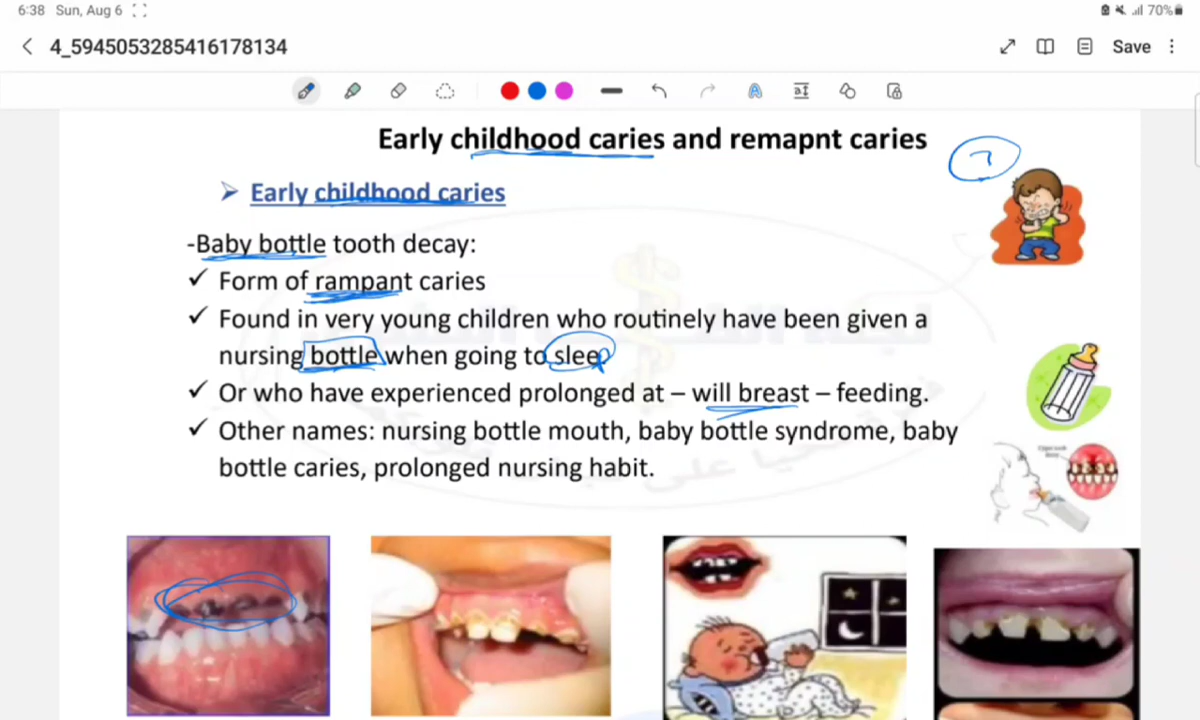 6:38 Sun, Aug 6
70%
4_5945053285416178134
Save
Early childhood caries and remapnt caries
➢ Early childhood caries
-Baby bottle tooth decay:
✓ Form of rampant caries
✓ Found in very young children who routinely have been given a
nursing bottle when going to sleep
✓ Or who have experienced prolonged at – will breast – feeding.
✓ Other names: nursing bottle mouth, baby bottle syndrome, baby
bottle caries, prolonged nursing habit.